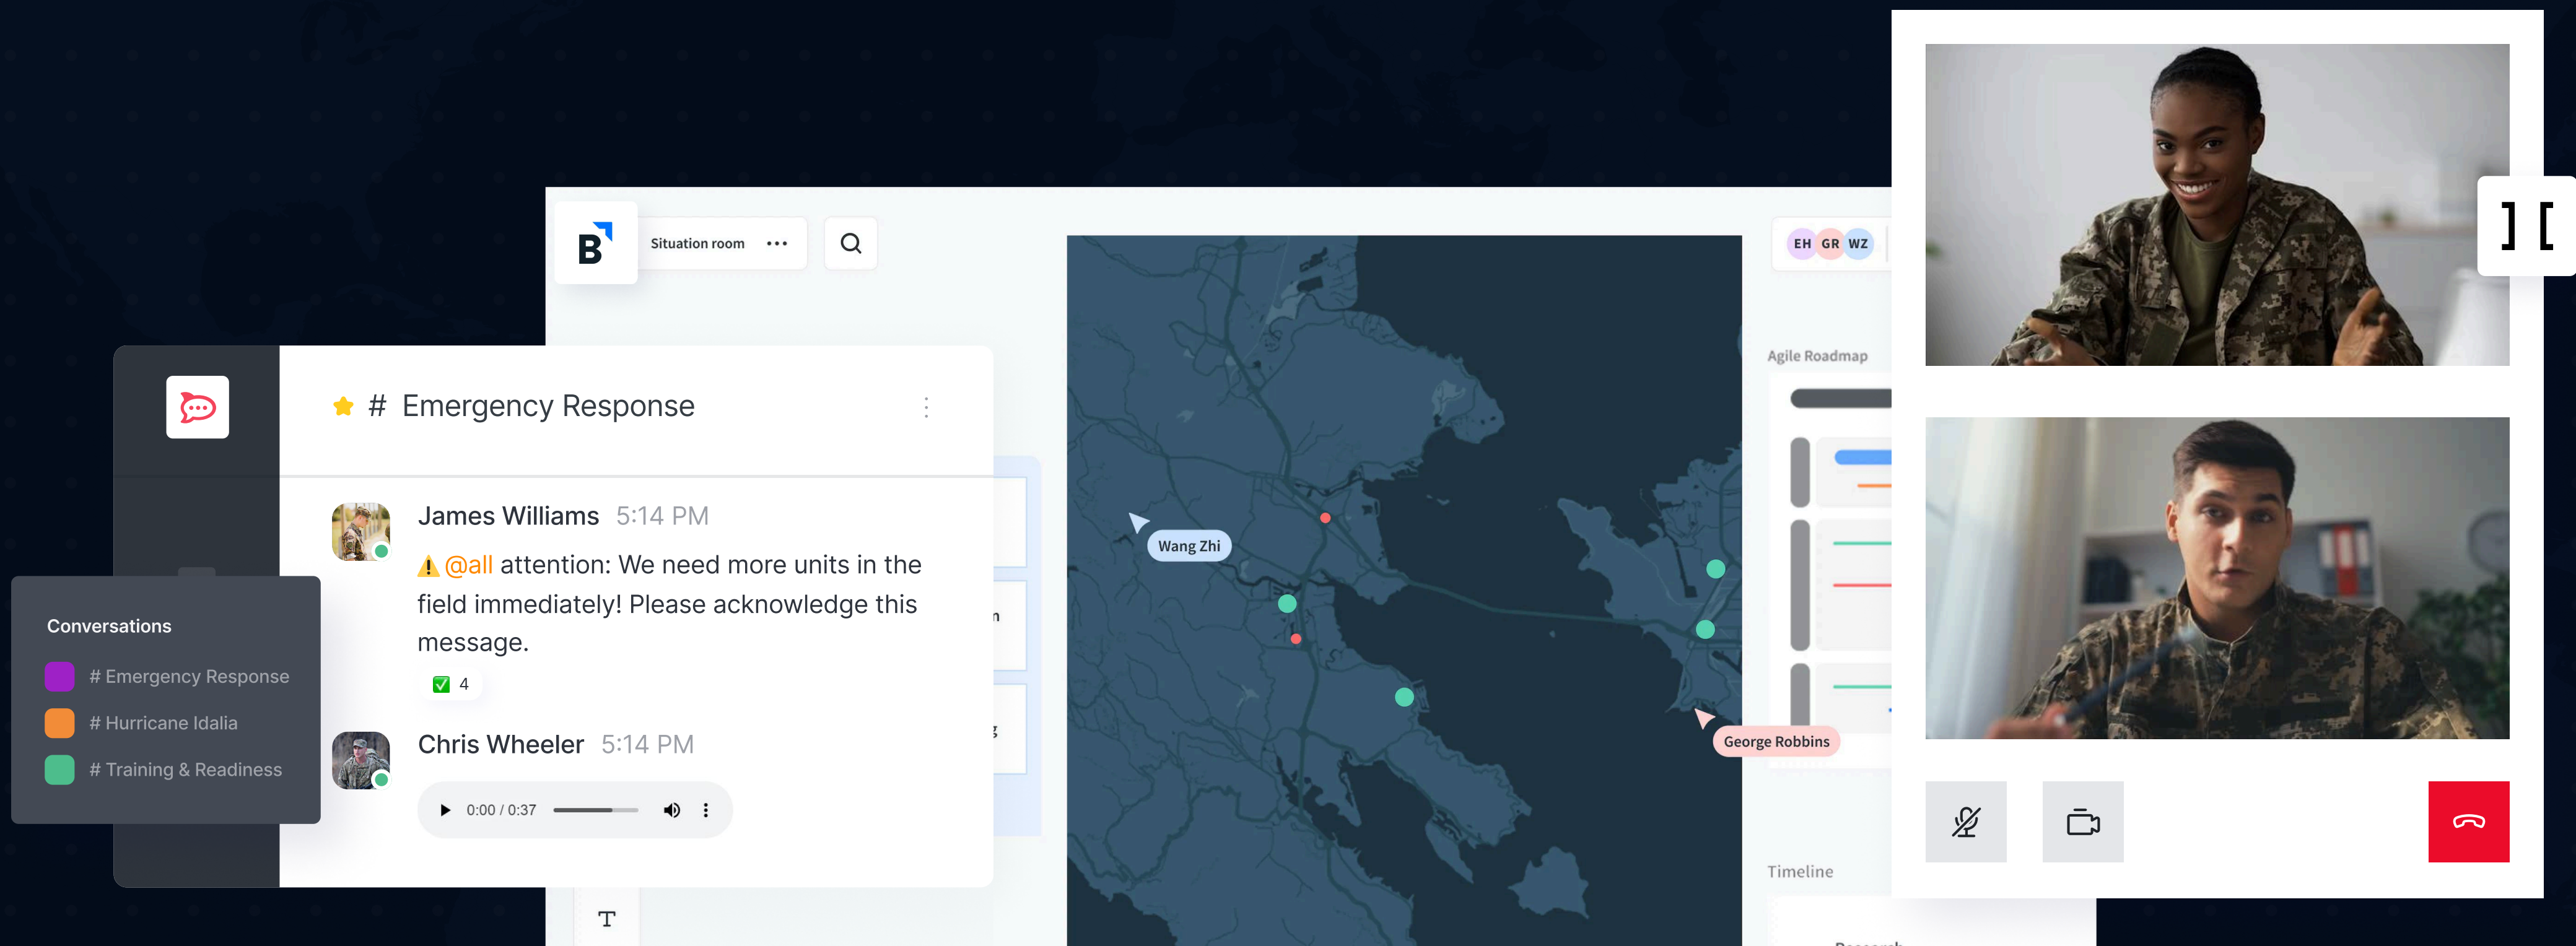 B
Situation room
EH GR WZ
Agile Roadmap
# Emergency Response
James Williams 5:14 PM
@all attention: We need more units in the
field immediately! Please acknowledge this
message.
4
Chris Wheeler 5:14 PM
0:00 / 0:37
Conversations
# Emergency Response
# Hurricane Idalia
# Training & Readiness
Wang Zhi
George Robbins
Timeline
T
] [